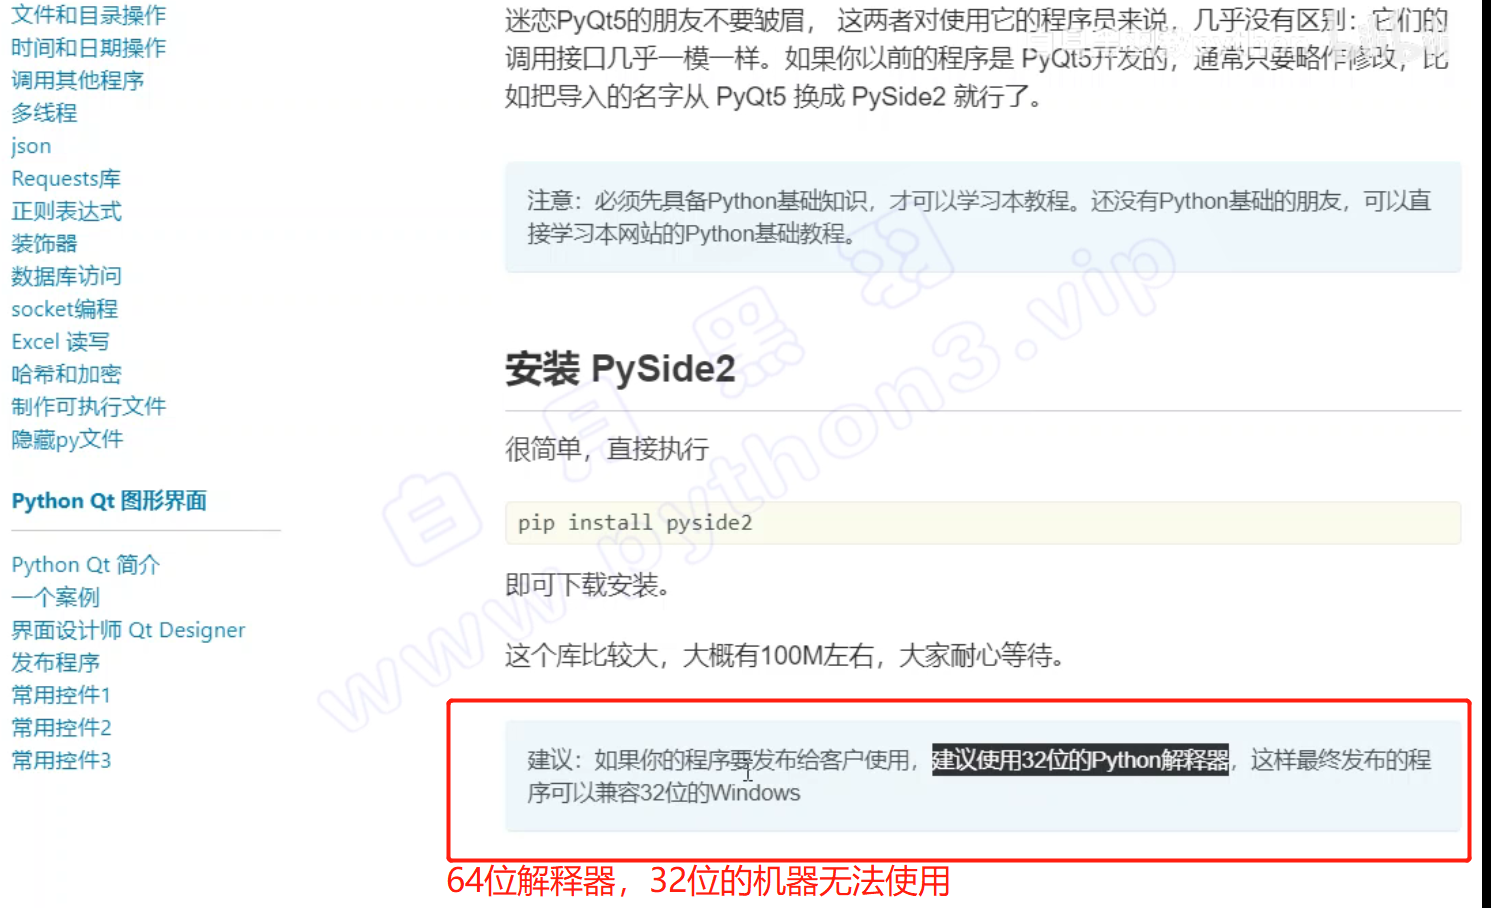 文件和目录操作
时间和日期操作
调用其他程序
多线程
json
Requests库
正则表达式
装饰器
数据库访问
socket编程
Excel 读写
哈希和加密
制作可执行文件
隐藏py文件
Python Qt 图形界面
Python Qt 简介
一个案例
界面设计师 Qt Designer
发布程序
常用控件1
常用控件2
常用控件3
迷恋PyQt5的朋友不要皱眉， 这两者对使用它的程序员来说，几乎没有区别：它们的
调用接口几乎一模一样。如果你以前的程序是 PyQt5开发的，通常只要略作修改，比
如把导入的名字从 PyQt5 换成 PySide2 就行了。
注意：必须先具备Python基础知识，才可以学习本教程。还没有Python基础的朋友，可以直
接学习本网站的Python基础教程。
安装 PySide2
很简单，直接执行
pip install pyside2
即可下载安装。
这个库比较大，大概有100M左右，大家耐心等待。
建议：如果你的程序要发布给客户使用，建议使用32位的Python解释器，这样最终发布的程
序可以兼容32位的Windows
64位解释器，32位的机器无法使用
白月黑羽
www.python3.vip